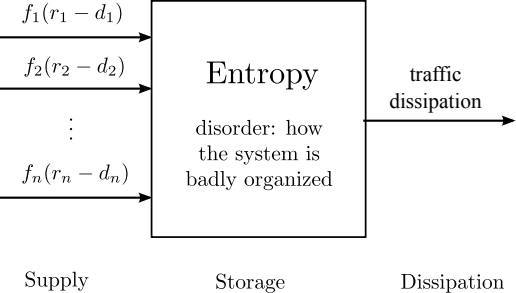 f₁(r₁ − d₁)
f₂(r₂ − d₂)
⋮
fₙ(rₙ − dₙ)
Entropy
disorder: how
the system is
badly organized
traffic
dissipation
Supply
Storage
Dissipation